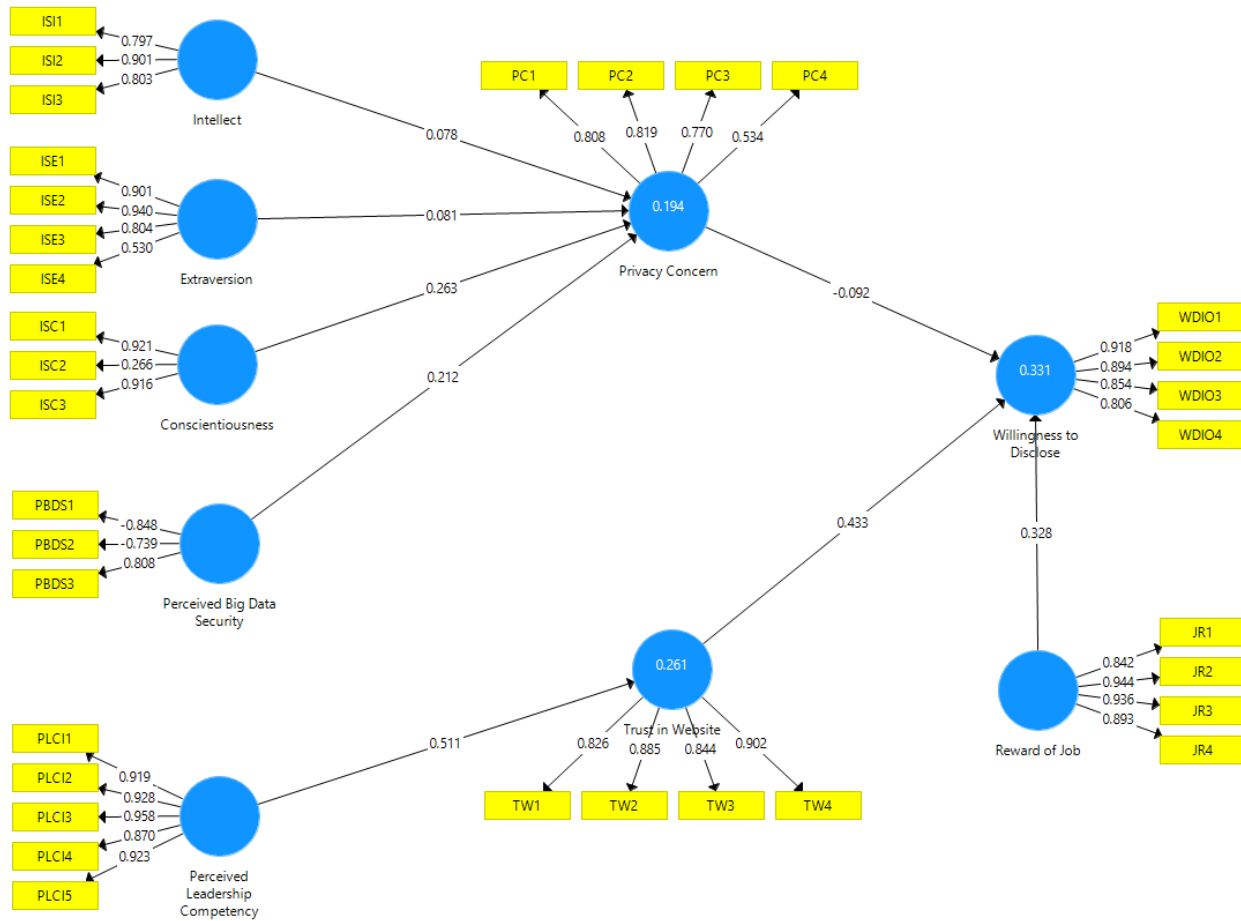 ISI1
0.797
ISI2
0.901
0.803
ISI3
Intellect
0.078
PC1
PC2
PC3
PC4
0.808
0.819
0.770
0.534
0.194
Privacy Concern
ISE1
0.901
ISE2
0.940
ISE3
0.804
0.530
ISE4
Extraversion
0.081
ISC1
0.921
ISC2
0.266
0.916
ISC3
Conscientiousness
0.263
0.212
-0.092
PBDS1
-0.848
PBDS2
-0.739
0.808
PBDS3
Perceived Big Data
Security
0.331
Willingness to
Disclose
WDIO1
0.918
WDIO2
0.894
0.854
WDIO3
0.806
WDIO4
0.433
0.328
PLCI1
0.919
PLCI2
0.928
PLCI3
0.958
0.870
PLCI4
0.923
PLCI5
Perceived
Leadership
Competency
0.511
0.261
Trust in Website
0.826
0.885
0.844
0.902
TW1
TW2
TW3
TW4
Reward of Job
JR1
0.842
JR2
0.944
0.936
JR3
0.893
JR4